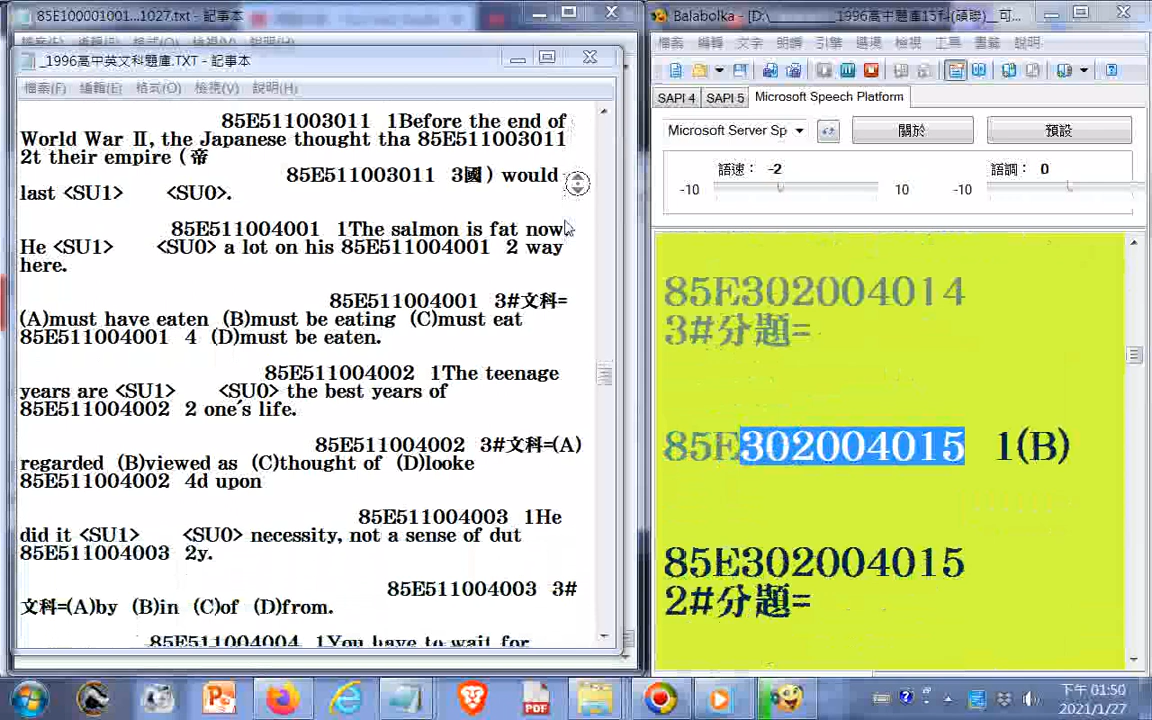 85E100001001...1027.txt - 記事本
_1996高中英文科題庫.TXT - 記事本
檔案(F) 編輯(E) 格式(O) 檢視(V) 說明(H)
85E511003011 1Before the end of
World War II, the Japanese thought tha 85E511003011
2t their empire (帝
85E511003011 3國) would
last <SU1> <SU0>.
85E511004001 1The salmon is fat now
He <SU1> <SU0> a lot on his 85E511004001 2 way
here.
85E511004001 3#文科=
(A)must have eaten (B)must be eating (C)must eat
85E511004001 4 (D)must be eaten.
85E511004002 1The teenage
years are <SU1> <SU0> the best years of
85E511004002 2 one's life.
85E511004002 3#文科=(A)
regarded (B)viewed as (C)thought of (D)looke
85E511004002 4d upon
85E511004003 1He
did it <SU1> <SU0> necessity, not a sense of dut
85E511004003 2y.
85E511004003 3#
文科=(A)by (B)in (C)of (D)from.
85E511004004 1You have to wait for
Balabolka - [D:\________1996高中題庫15科(碩聯)__可...
檔案 編輯 文字 朗讀 引擎 選項 檢視 工具 書籤 說明
SAPI 4 SAPI 5 Microsoft Speech Platform
Microsoft Server Sp 關於 預設
語速： -2 語調： 0
-10 10 -10
85E302004014
3#分題=
85E302004015 1(B)
85E302004015
2#分題=
PDF
下午 01:50
2021/1/27